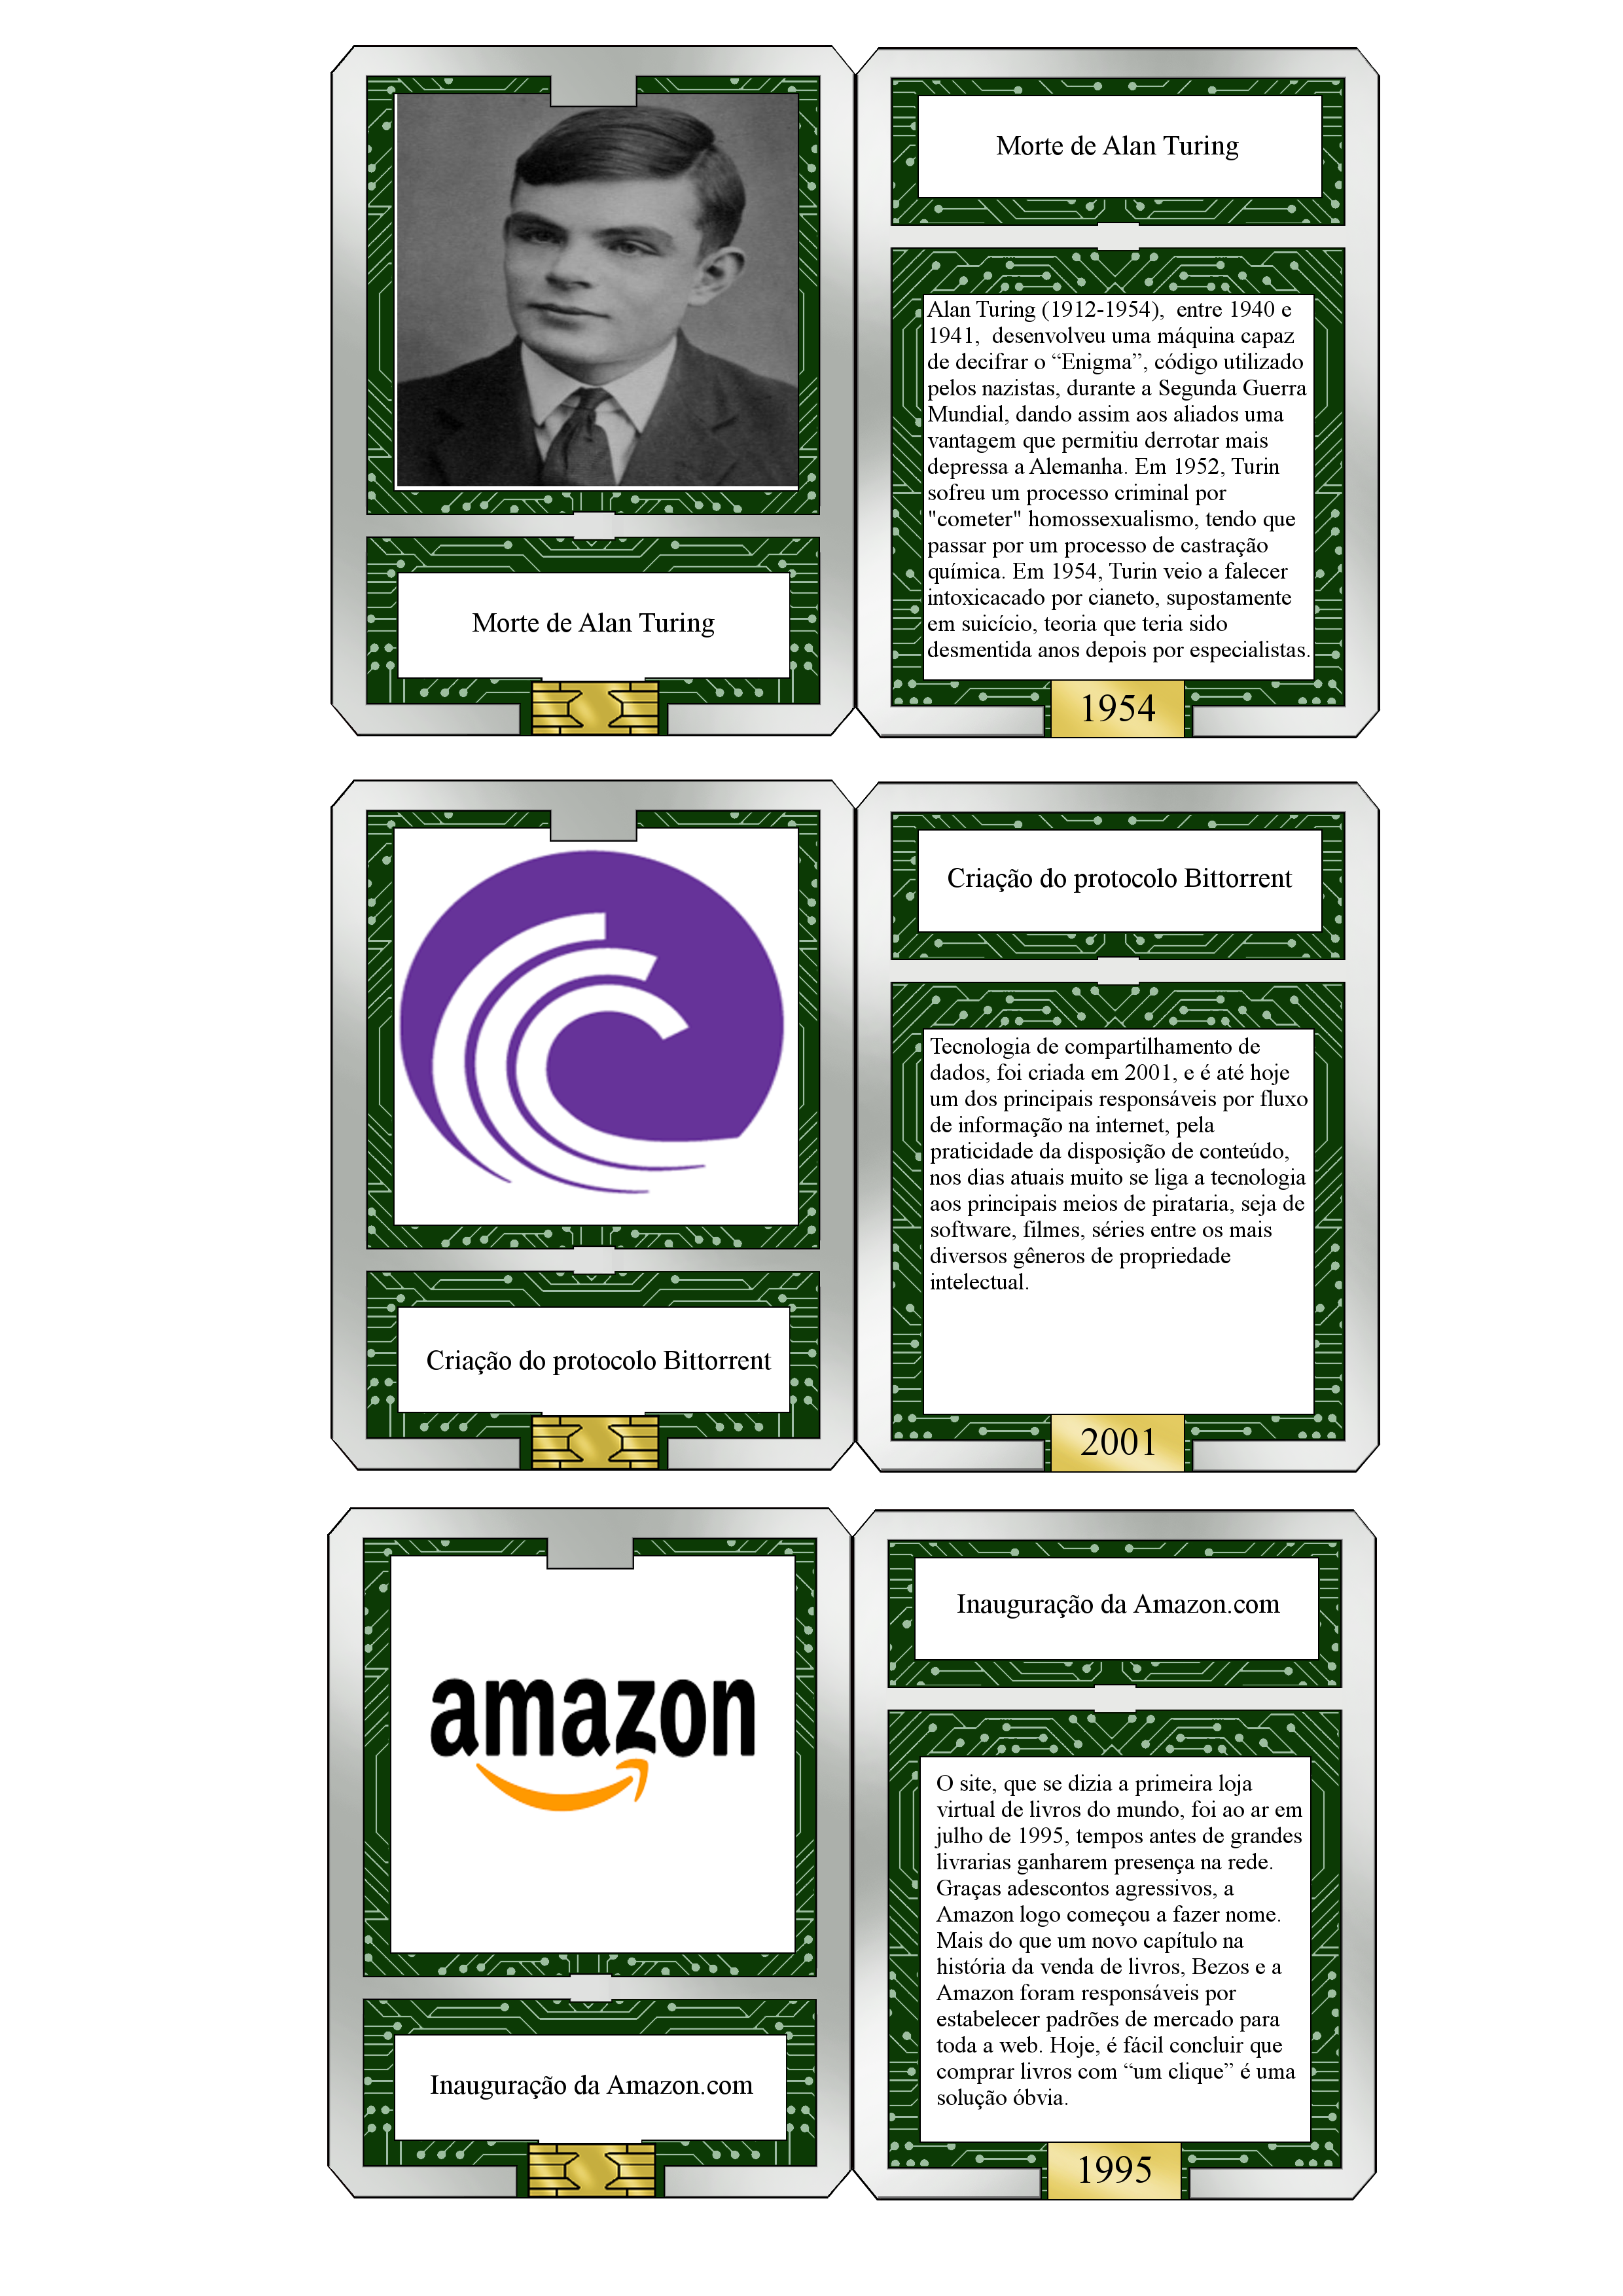 Morte de Alan Turing
Morte de Alan Turing
Alan Turing (1912-1954),  entre 1940 e
1941,  desenvolveu uma máquina capaz
de decifrar o “Enigma”, código utilizado
pelos nazistas, durante a Segunda Guerra
Mundial, dando assim aos aliados uma
vantagem que permitiu derrotar mais
depressa a Alemanha. Em 1952, Turin
sofreu um processo criminal por
"cometer" homossexualismo, tendo que
passar por um processo de castração
química. Em 1954, Turin veio a falecer
intoxicacado por cianeto, supostamente
em suicício, teoria que teria sido
desmentida anos depois por especialistas.
1954
Criação do protocolo Bittorrent
Criação do protocolo Bittorrent
Tecnologia de compartilhamento de
dados, foi criada em 2001, e é até hoje
um dos principais responsáveis por fluxo
de informação na internet, pela
praticidade da disposição de conteúdo,
nos dias atuais muito se liga a tecnologia
aos principais meios de pirataria, seja de
software, filmes, séries entre os mais
diversos gêneros de propriedade
intelectual.
2001
amazon
Inauguração da Amazon.com
Inauguração da Amazon.com
O site, que se dizia a primeira loja
virtual de livros do mundo, foi ao ar em
julho de 1995, tempos antes de grandes
livrarias ganharem presença na rede.
Graças adescontos agressivos, a
Amazon logo começou a fazer nome.
Mais do que um novo capítulo na
história da venda de livros, Bezos e a
Amazon foram responsáveis por
estabelecer padrões de mercado para
toda a web. Hoje, é fácil concluir que
comprar livros com “um clique” é uma
solução óbvia.
1995